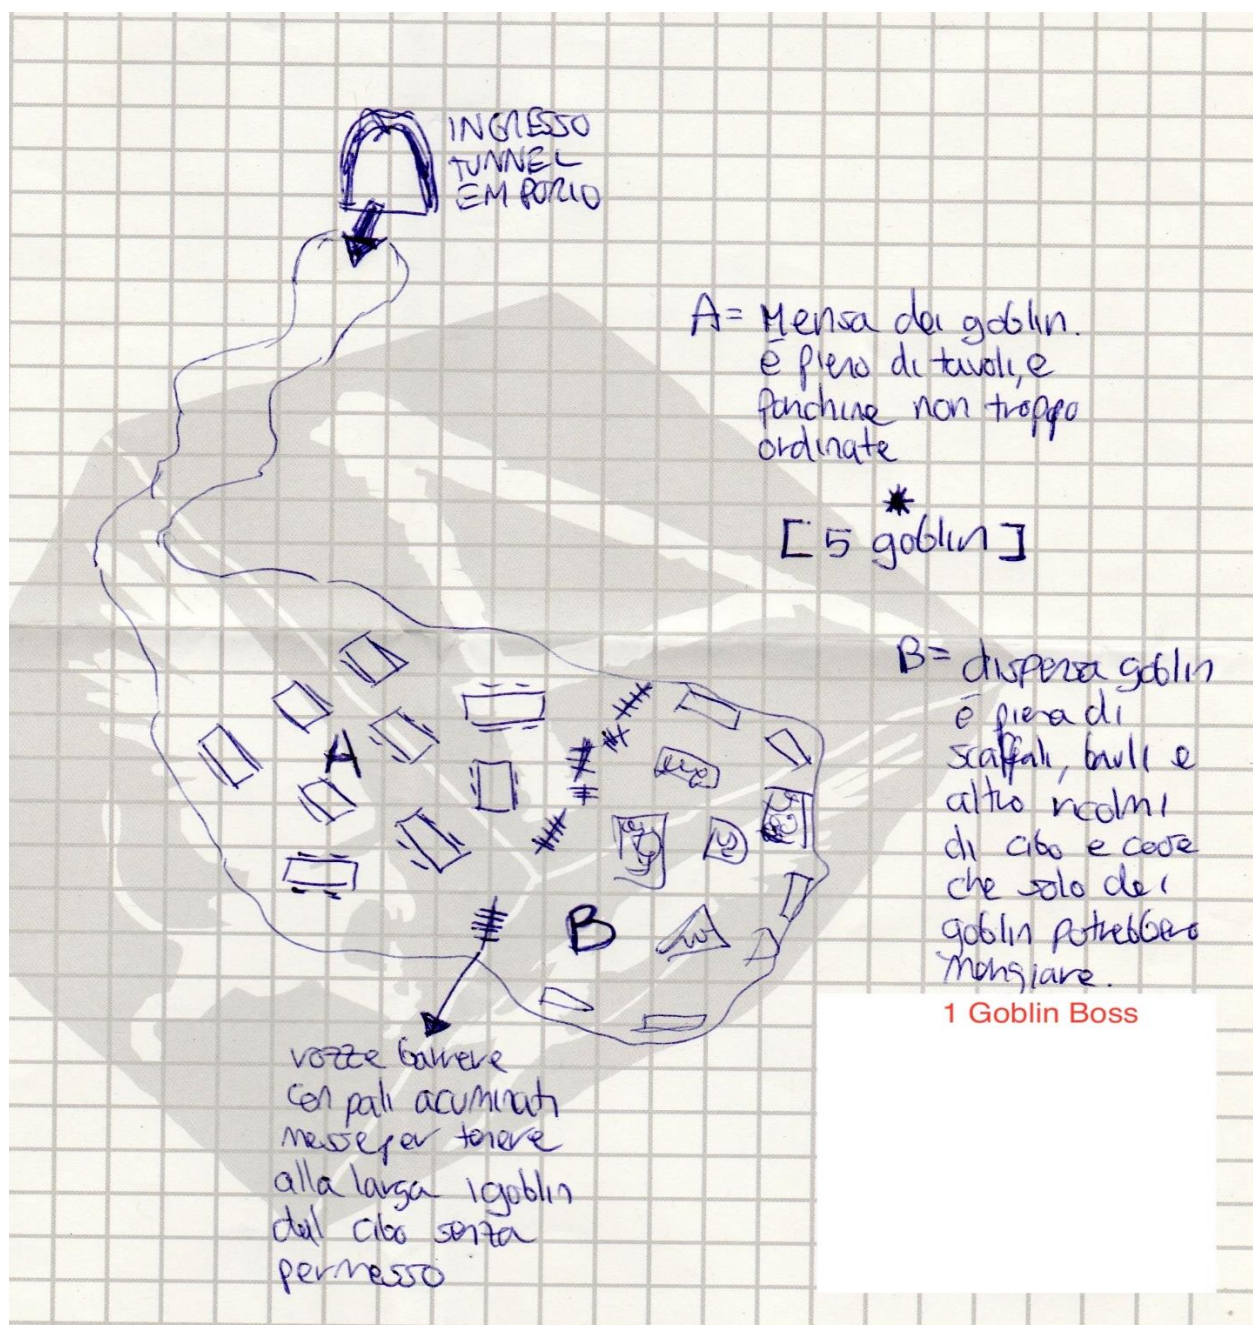 INGRESSO
TUNNEL
EMPORIO
A= Mensa dei goblin.
è pieno di tavoli, e
panchine non troppo
ordinate
*
[5 goblin]
A
B= dispensa goblin
è piena di
scaffali, bauli e
altro ricolmi
di cibo e cose
che solo dei
goblin potrebbero
mangiare.
1 Goblin Boss
B
rozze barriere
con pali acuminati
messe per tenere
alla larga i goblin
dal cibo senza
permesso